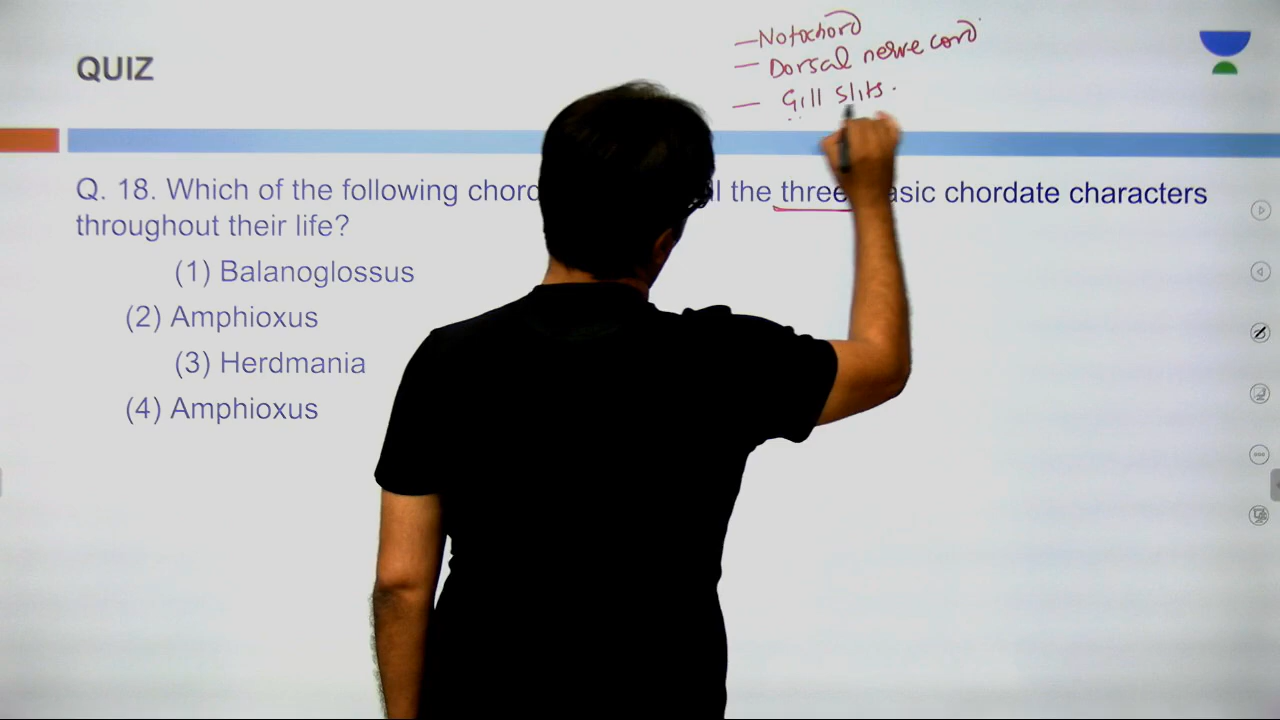 —Notochord
— Dorsal nerve cord
— Gill slits.
QUIZ
Q. 18. Which of the following chord ll the three asic chordate characters
throughout their life?
(1) Balanoglossus
(2) Amphioxus
(3) Herdmania
(4) Amphioxus